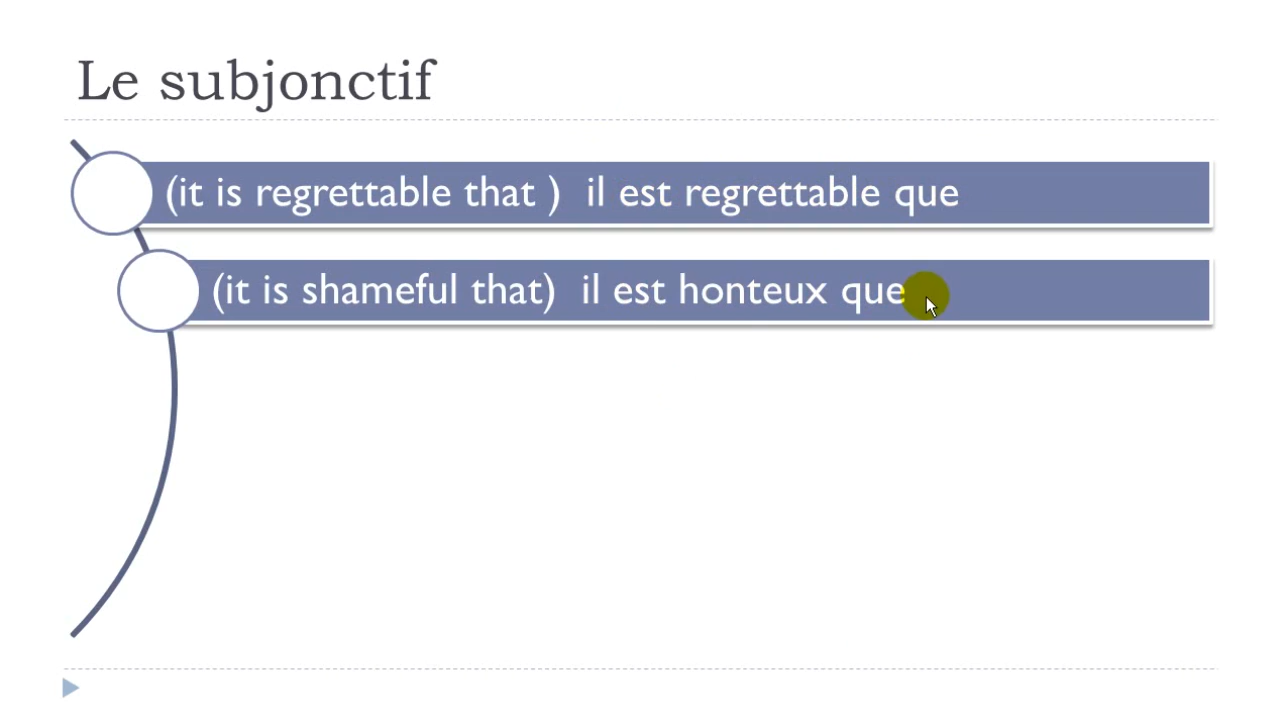 Le subjonctif
(it is regrettable that ) il est regrettable que
(it is shameful that) il est honteux que